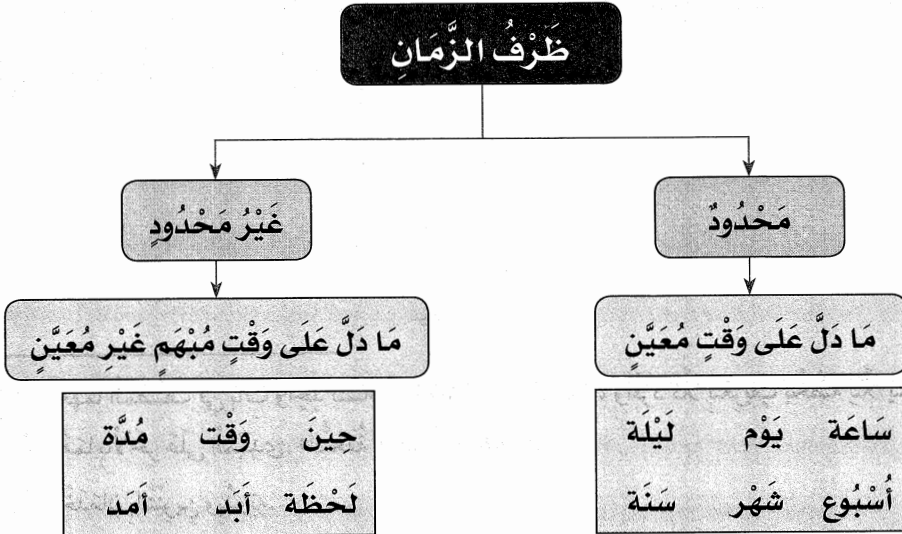 ظَرْفُ الزَّمَانِ
مَحْدُودٌ
غَيْرُ مَحْدُودٍ
مَا دَلَّ عَلَى وَقْتٍ مُعَيَّنٍ
مَا دَلَّ عَلَى وَقْتٍ مُبْهَمٍ غَيْرِ مُعَيَّنٍ
سَاعَة يَوْم لَيْلَة
أُسْبُوع شَهْر سَنَة
حِينَ وَقْت مُدَّة
لَحْظَة أَبَد أَمَد